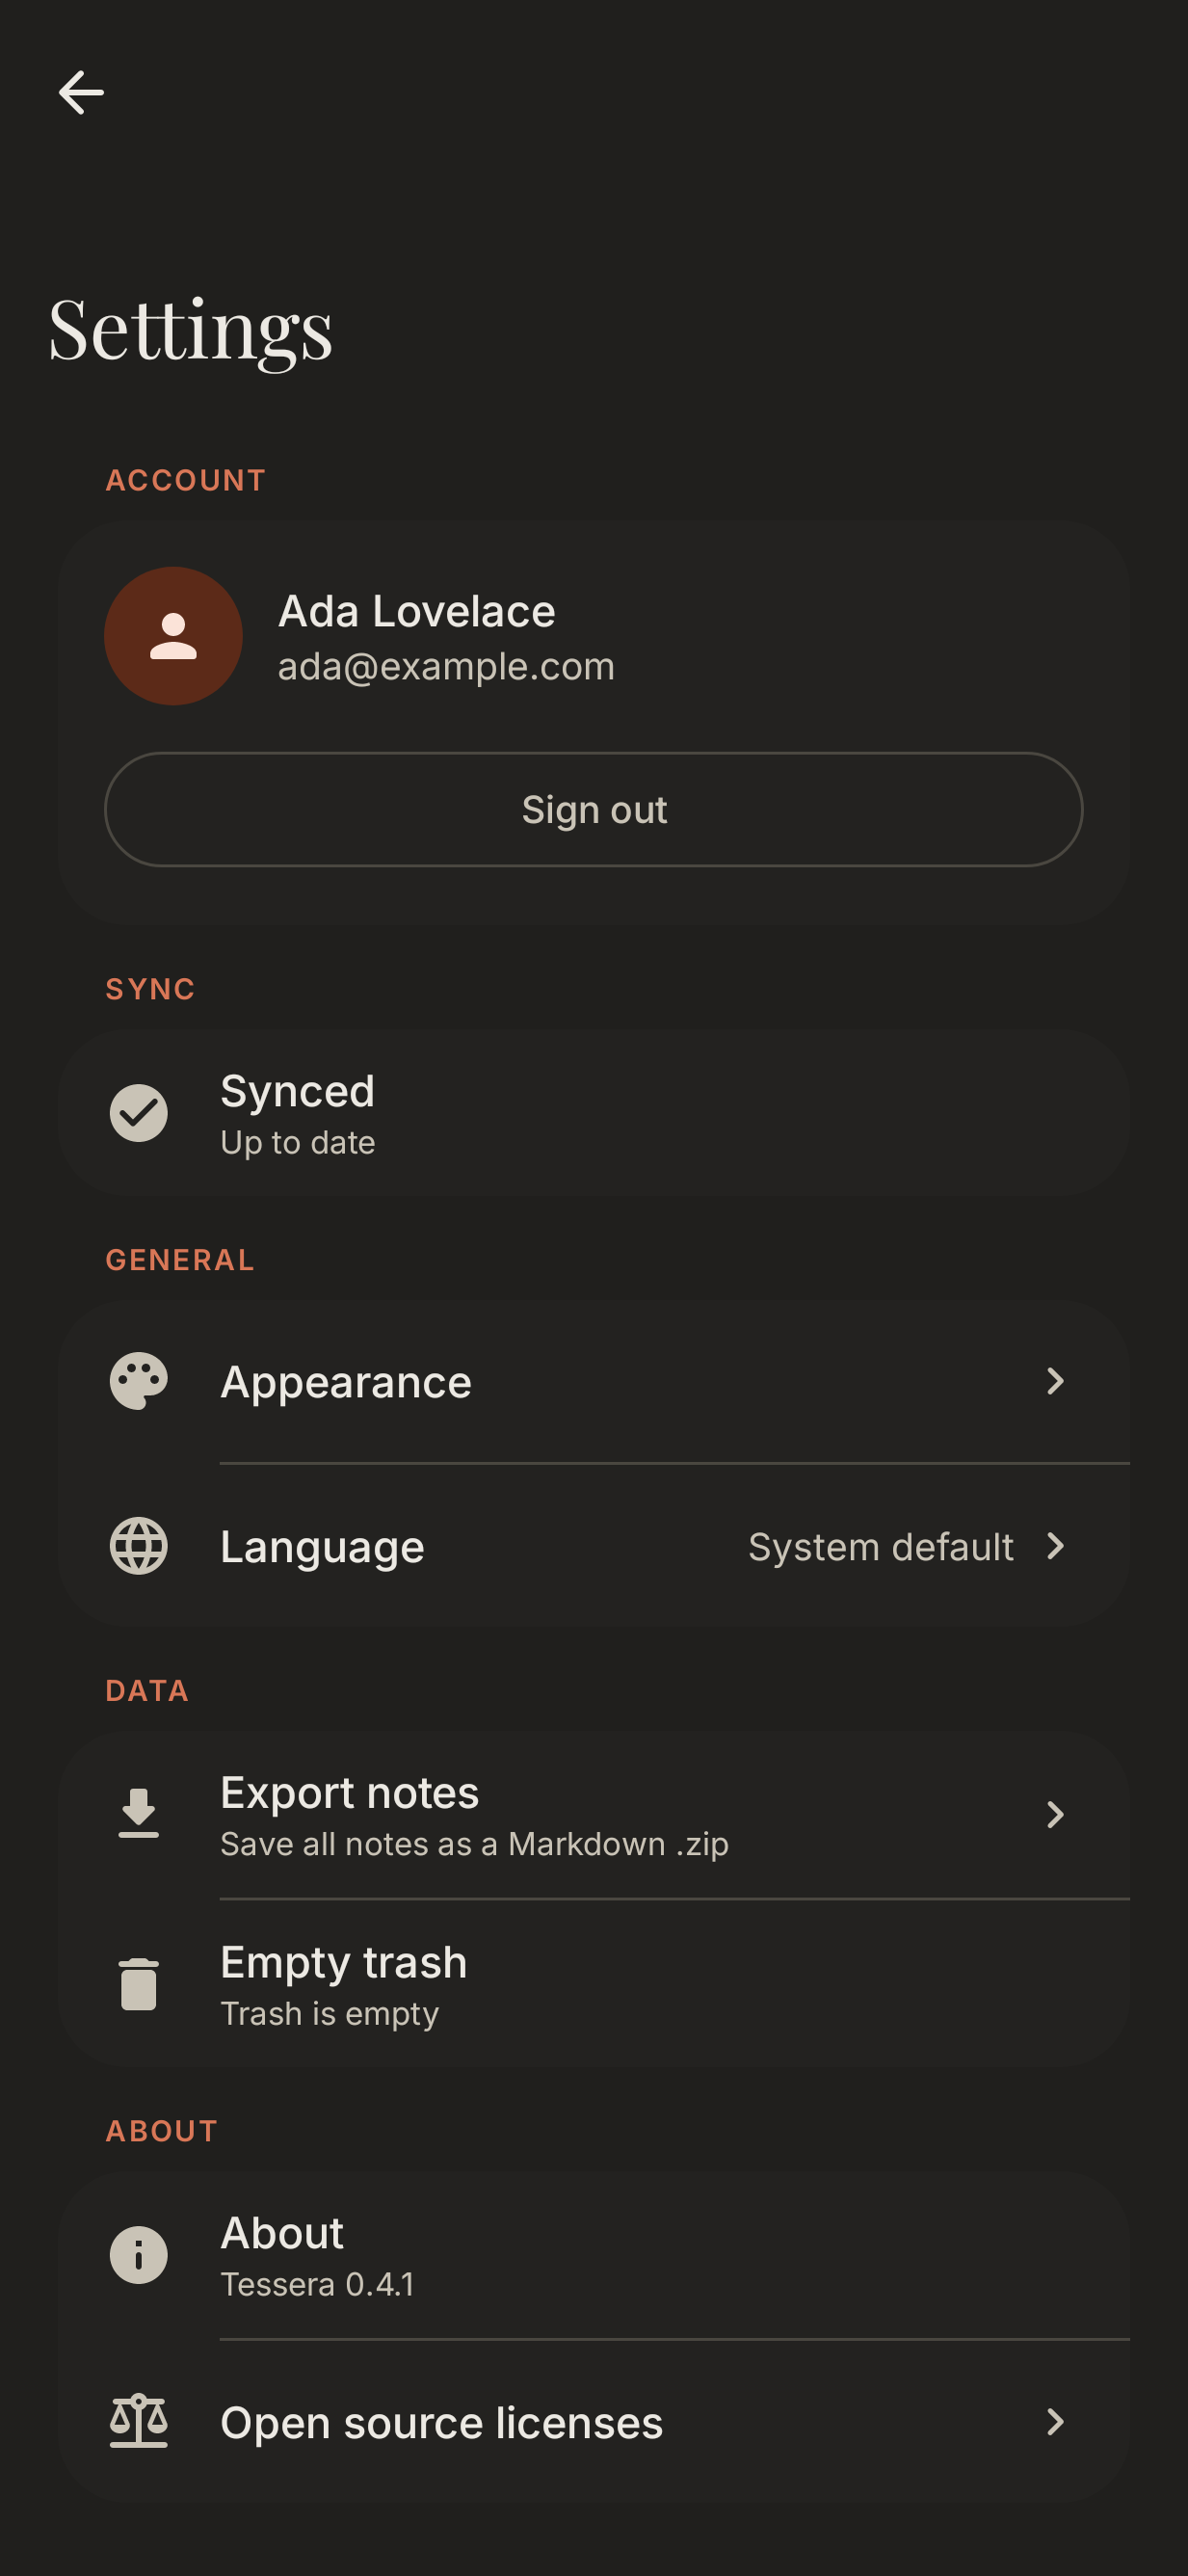 Settings
ACCOUNT
Ada Lovelace
ada@example.com
Sign out
SYNC
Synced
Up to date
GENERAL
Appearance
Language System default
DATA
Export notes
Save all notes as a Markdown .zip
Empty trash
Trash is empty
ABOUT
About
Tessera 0.4.1
Open source licenses